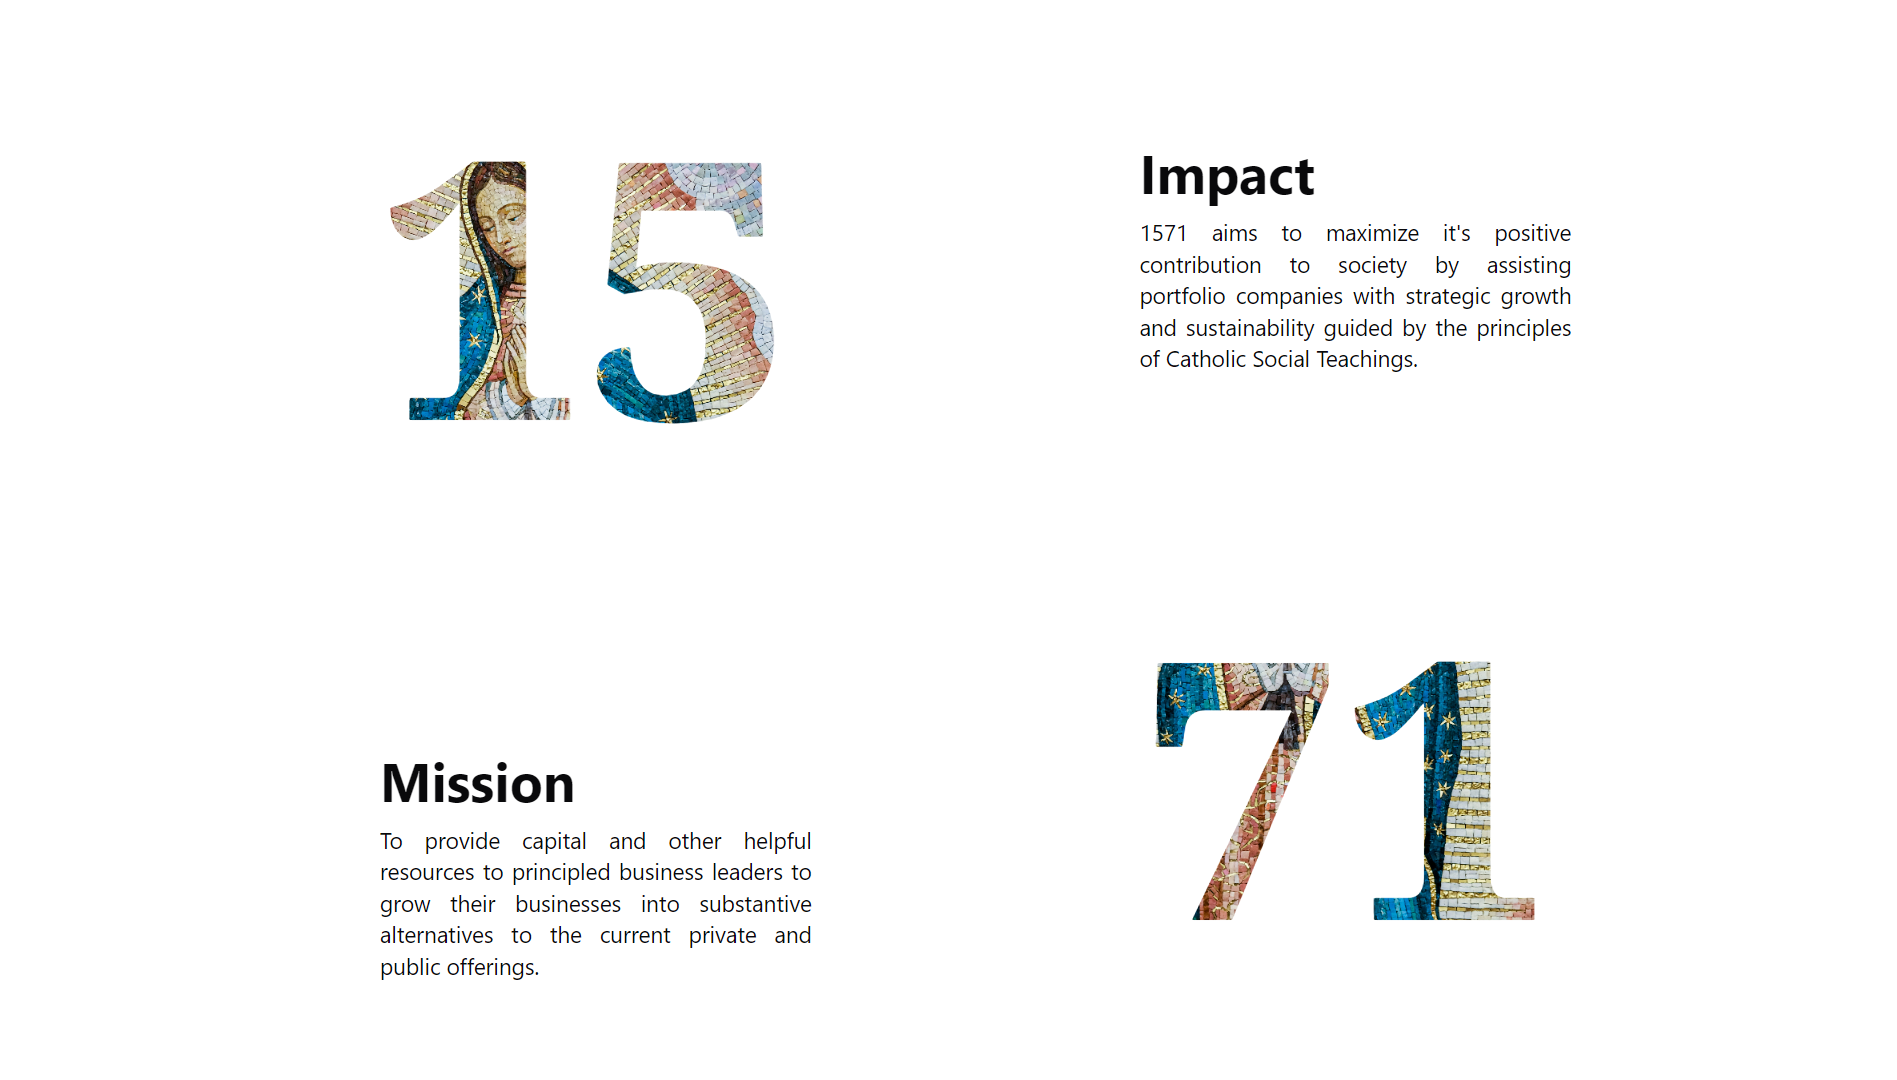 15
Impact
1571 aims to maximize it's positive
contribution to society by assisting
portfolio companies with strategic growth
and sustainability guided by the principles
of Catholic Social Teachings.
71
Mission
To provide capital and other helpful
resources to principled business leaders to
grow their businesses into substantive
alternatives to the current private and
public offerings.